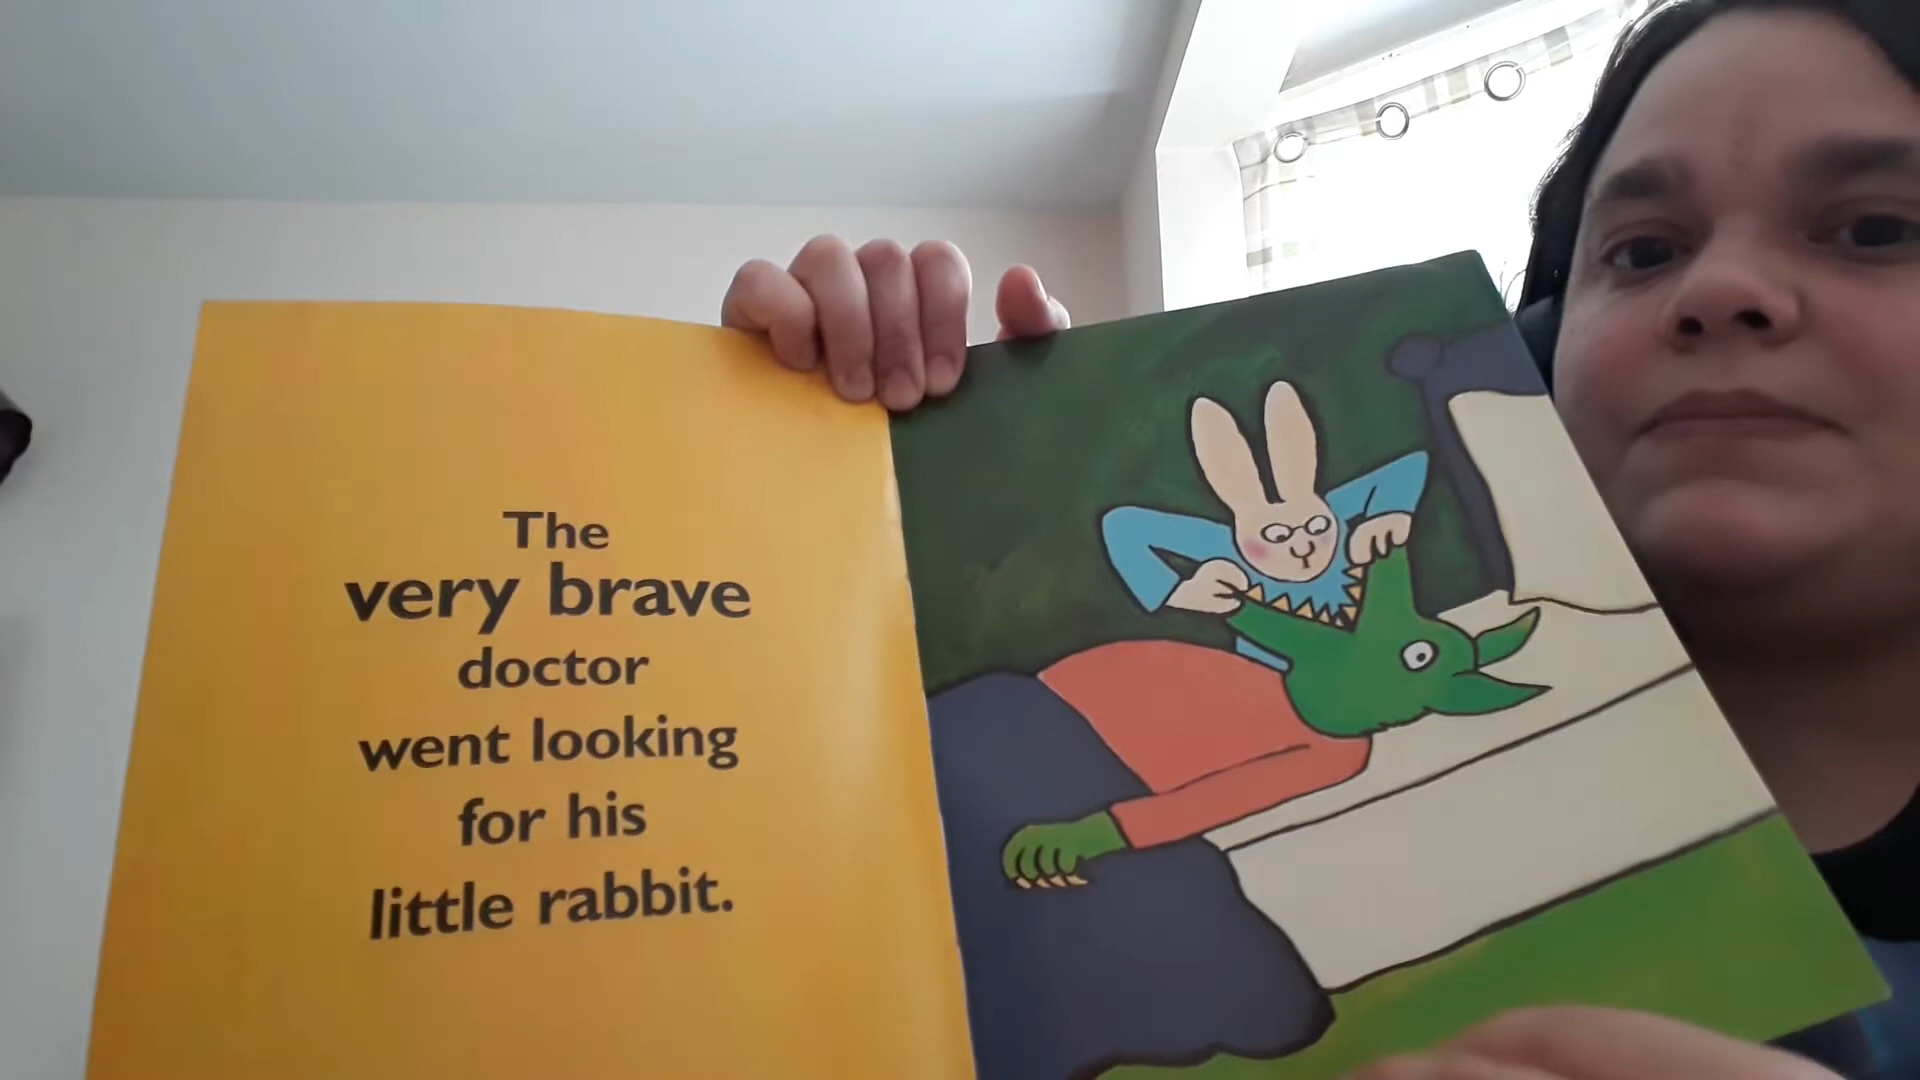 The
very brave
doctor
went looking
for his
little rabbit.